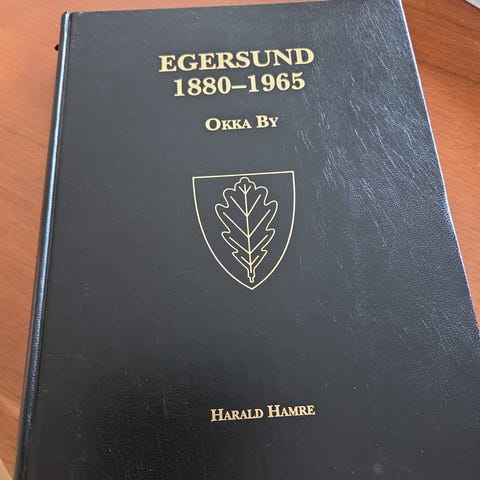 EGERSUND
1880–1965
OKKA BY
HARALD HAMRE